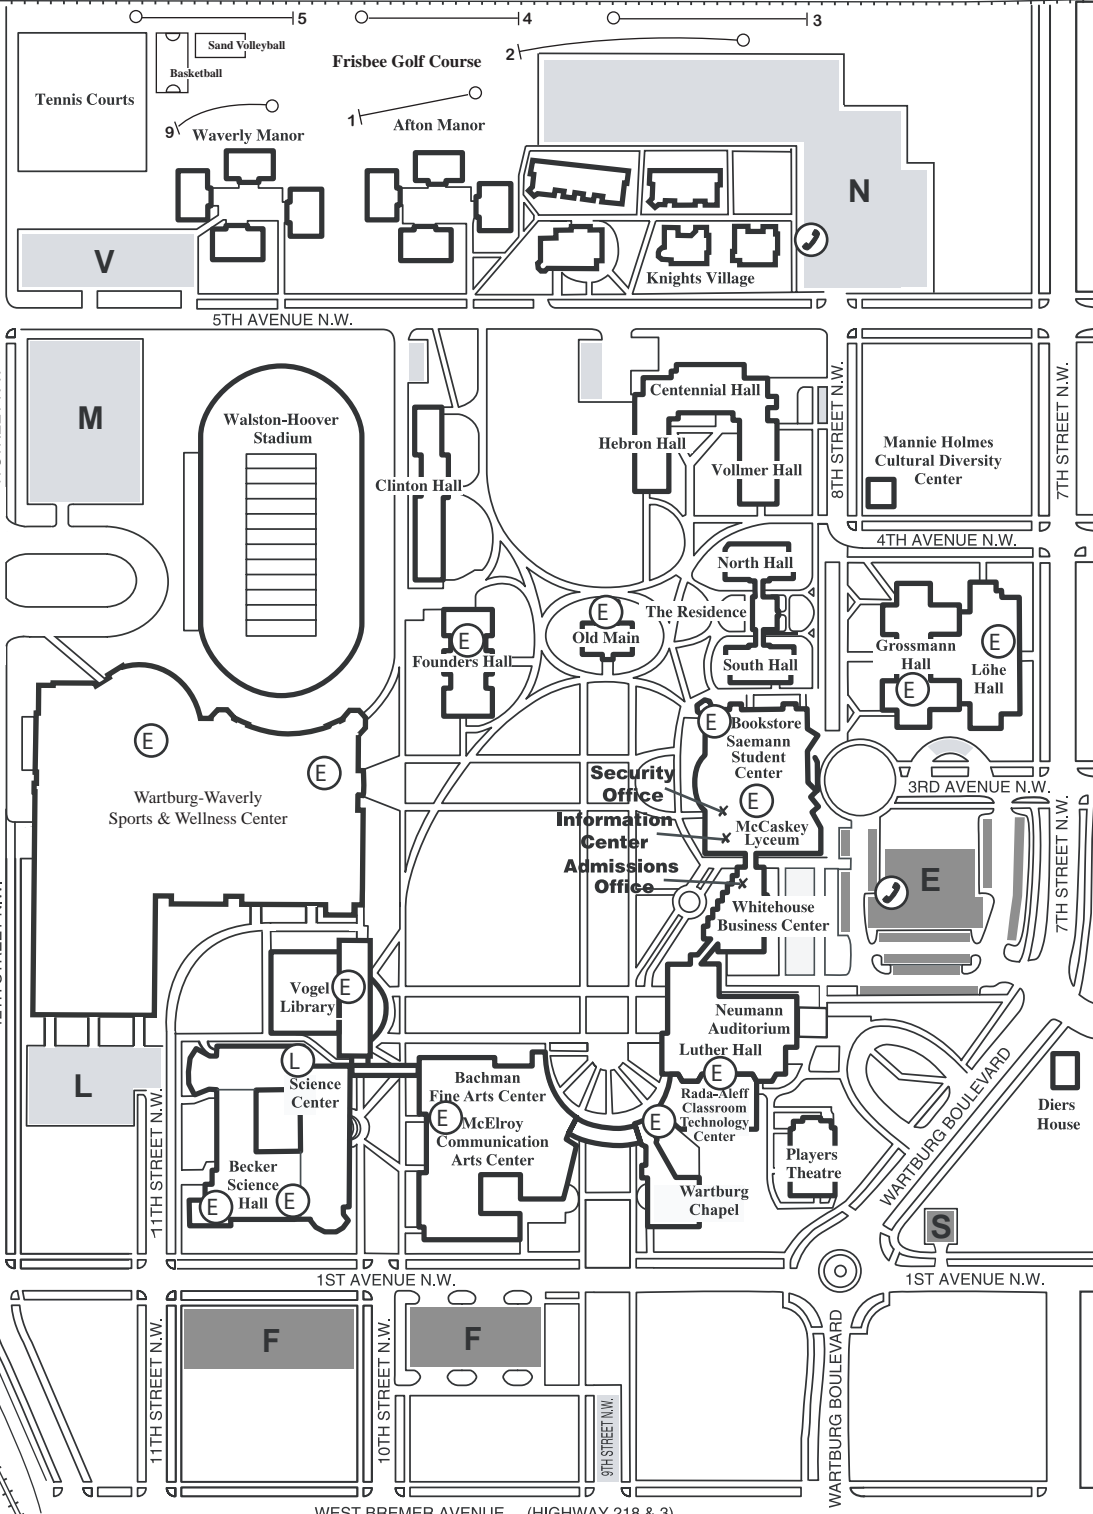 5
4
3
2
Sand Volleyball
Basketball
Frisbee Golf Course
Tennis Courts
9
Waverly Manor
1
Afton Manor
N
V
Knights Village
5TH AVENUE N.W.
M
Walston-Hoover
Stadium
Clinton Hall
Centennial Hall
Hebron Hall
Vollmer Hall
8TH STREET N.W.
7TH STREET N.W.
Mannie Holmes
Cultural Diversity
Center
4TH AVENUE N.W.
North Hall
The Residence
South Hall
E
Old Main
E
Founders Hall
Grossmann
Hall
E
E
Löhe
Hall
E
Bookstore
Saemann
Student
Center
E
McCaskey
Lyceum
Security
Office
Information
Center
Admissions
Office
Whitehouse
Business Center
3RD AVENUE N.W.
7TH STREET N.W.
E
E
E
Wartburg-Waverly
Sports & Wellness Center
Vogel
Library
E
Neumann
Auditorium
Luther Hall
E
Rada-Aleff
Classroom
Technology
Center
E
L
L
Science
Center
Bachman
Fine Arts Center
E
McElroy
Communication
Arts Center
Becker
Science
Hall
E
E
Wartburg
Chapel
Players
Theatre
Diers
House
WARTBURG BOULEVARD
S
11TH STREET N.W.
1ST AVENUE N.W.
1ST AVENUE N.W.
F
F
11TH STREET N.W.
10TH STREET N.W.
9TH STREET N.W.
WARTBURG BOULEVARD
WEST BREMER AVENUE (HIGHWAY 218 & 3)